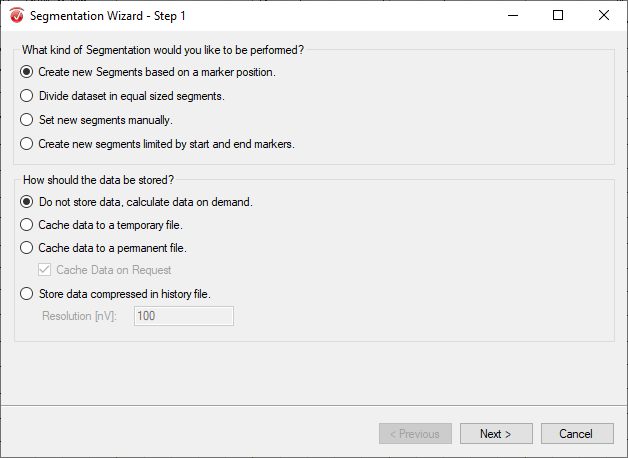 Segmentation Wizard - Step 1
What kind of Segmentation would you like to be performed?
Create new Segments based on a marker position.
Divide dataset in equal sized segments.
Set new segments manually.
Create new segments limited by start and end markers.
How should the data be stored?
Do not store data, calculate data on demand.
Cache data to a temporary file.
Cache data to a permanent file.
Cache Data on Request
Store data compressed in history file.
Resolution [nV]: 100
< Previous Next > Cancel